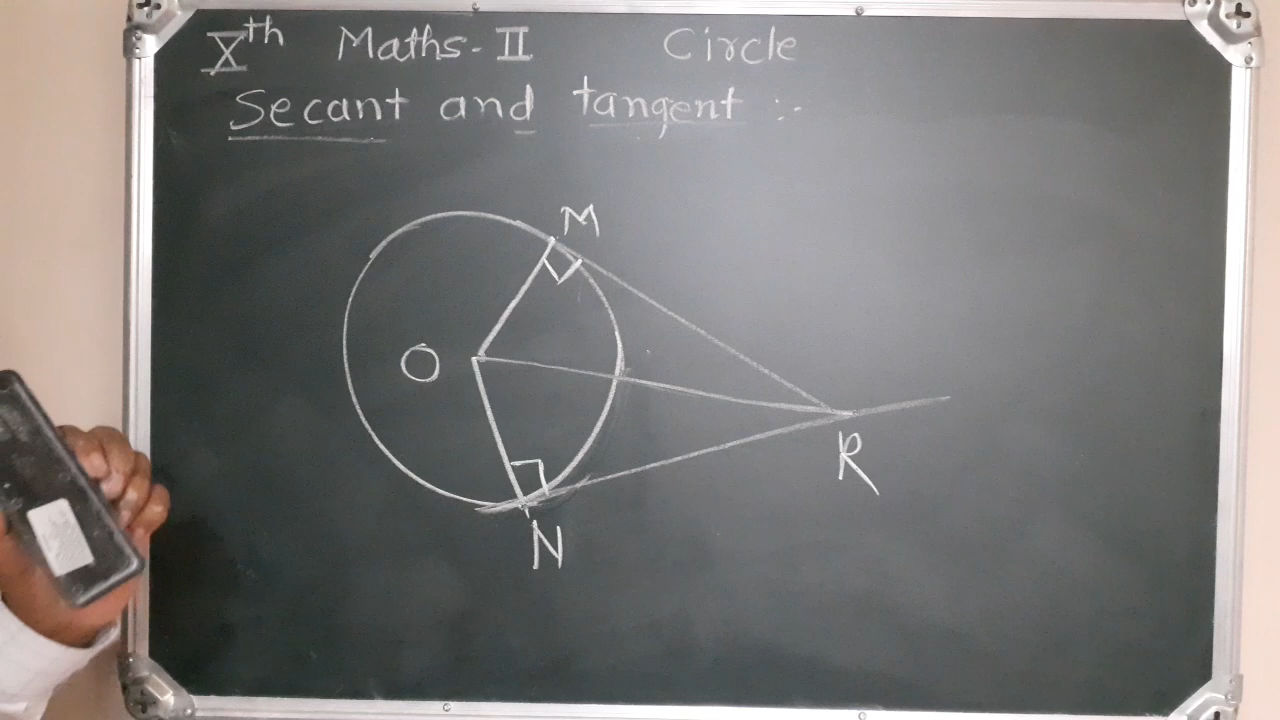 Xth Maths-II Circle
Secant and tangent :-
M
O
R
N